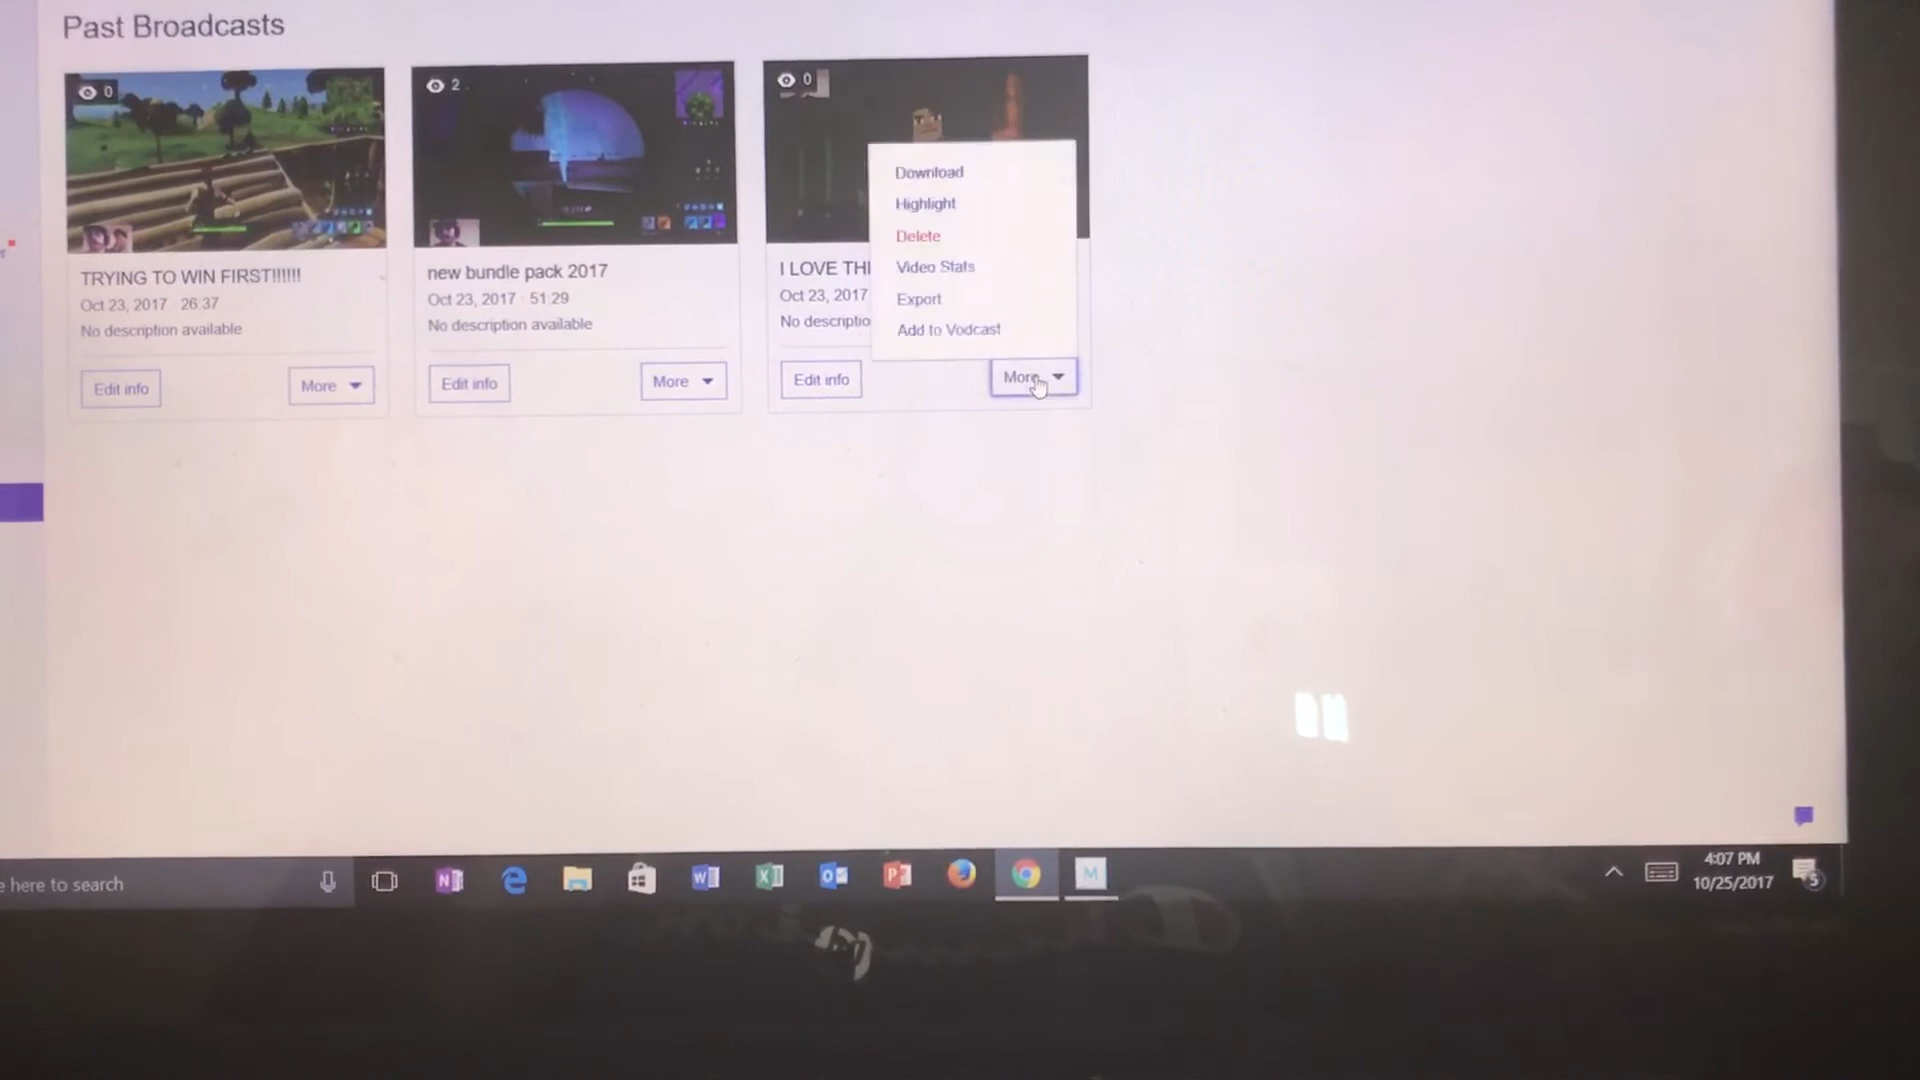 Past Broadcasts
0
2
0
TRYING TO WIN FIRST!!!!!!
Oct 23, 2017 · 26:37
No description available
Edit info
More
new bundle pack 2017
Oct 23, 2017 · 51:29
No description available
Edit info
More
I LOVE THI
Oct 23, 2017
No descriptio
Edit info
More
Download
Highlight
Delete
Video Stats
Export
Add to Vodcast
e here to search
4:07 PM
10/25/2017
5